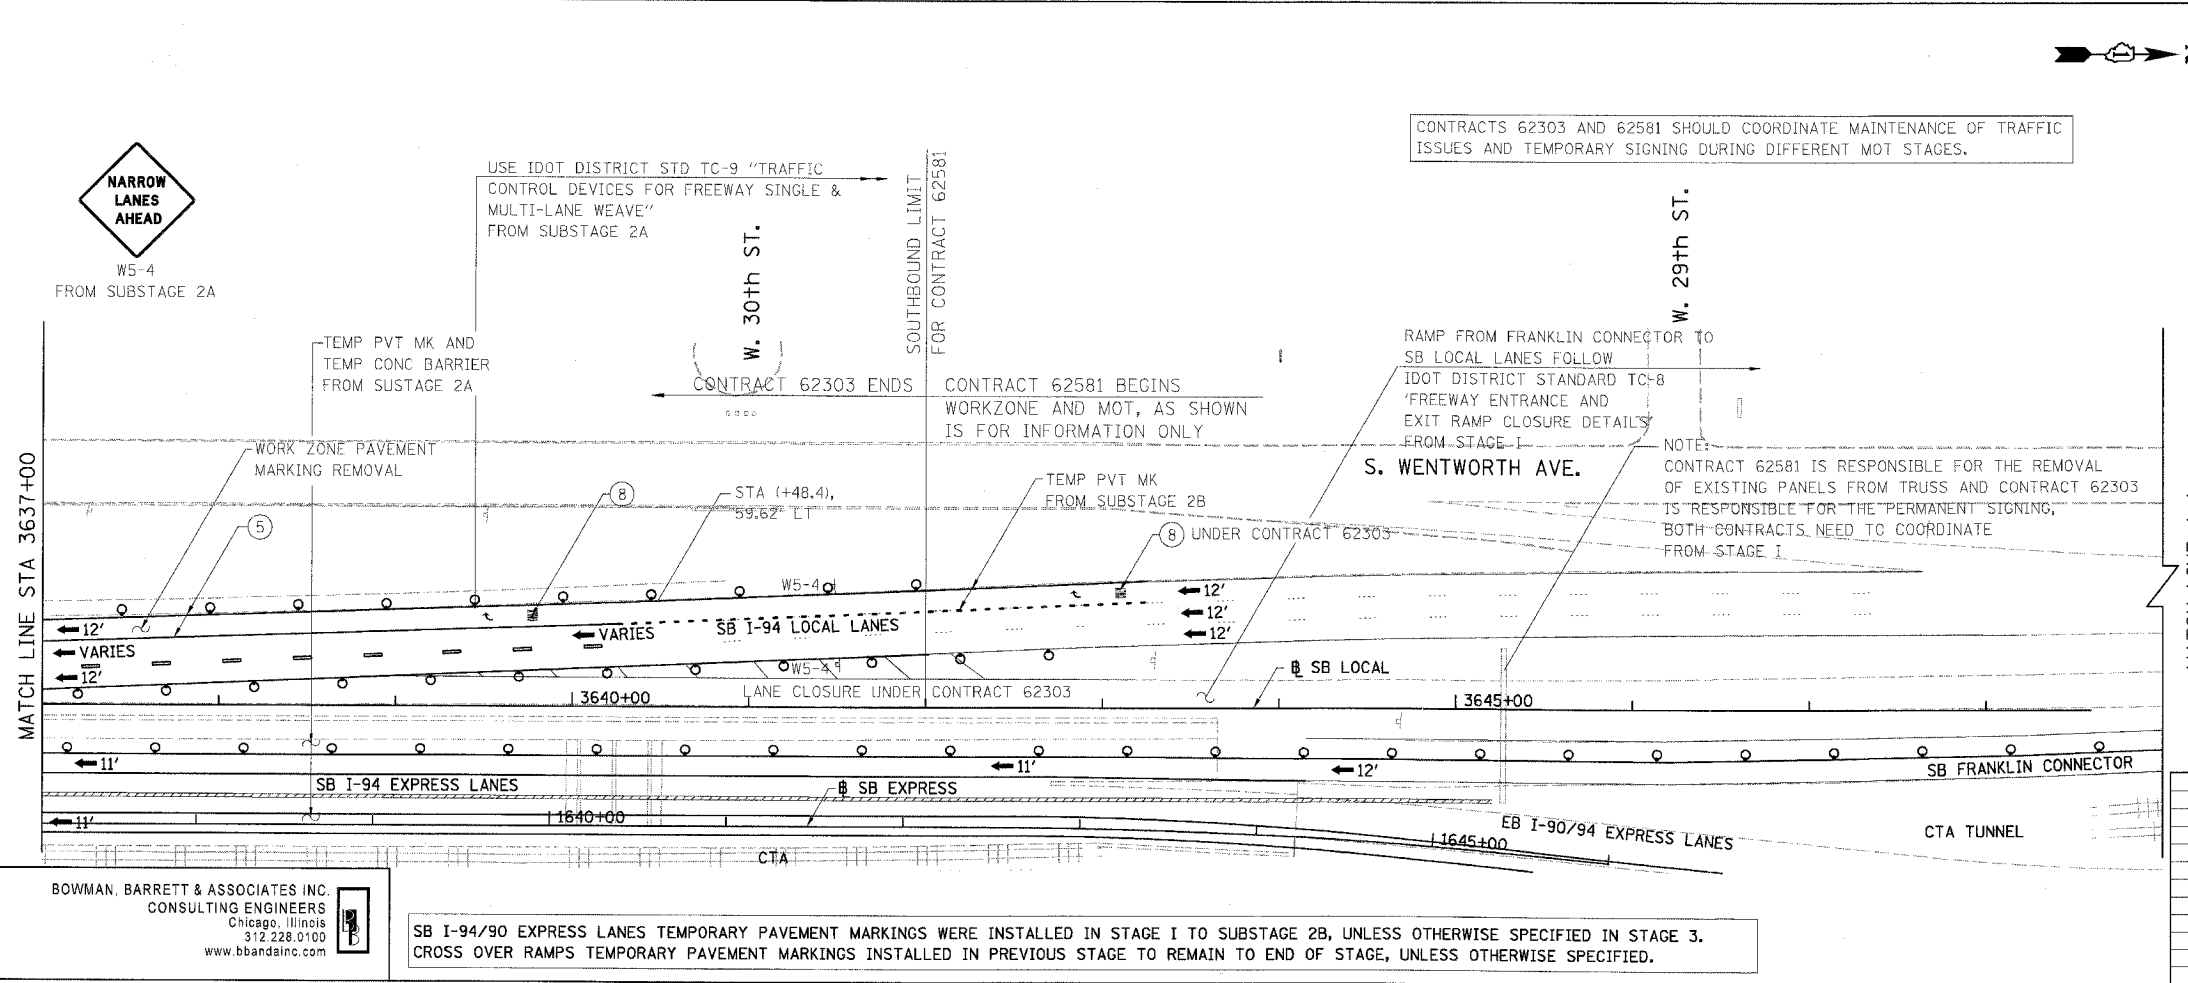 CONTRACTS 62303 AND 62581 SHOULD COORDINATE MAINTENANCE OF TRAFFIC
ISSUES AND TEMPORARY SIGNING DURING DIFFERENT MOT STAGES.
NARROW
LANES
AHEAD
W5-4
FROM SUBSTAGE 2A
USE IDOT DISTRICT STD TC-9 "TRAFFIC
CONTROL DEVICES FOR FREEWAY SINGLE &
MULTI-LANE WEAVE"
FROM SUBSTAGE 2A
W. 30th ST.
SOUTHBOUND LIMIT
FOR CONTRACT 62581
W. 29th ST.
TEMP PVT MK AND
TEMP CONC BARRIER
FROM SUSTAGE 2A
CONTRACT 62303 ENDS
CONTRACT 62581 BEGINS
WORKZONE AND MOT, AS SHOWN
IS FOR INFORMATION ONLY
RAMP FROM FRANKLIN CONNECTOR TO
SB LOCAL LANES FOLLOW
IDOT DISTRICT STANDARD TC-8
'FREEWAY ENTRANCE AND
EXIT RAMP CLOSURE DETAILS'
FROM STAGE I
NOTE:
CONTRACT 62581 IS RESPONSIBLE FOR THE REMOVAL
OF EXISTING PANELS FROM TRUSS AND CONTRACT 62303
IS RESPONSIBLE FOR THE PERMANENT SIGNING,
BOTH CONTRACTS NEED TO COORDINATE
FROM STAGE I
S. WENTWORTH AVE.
WORK ZONE PAVEMENT
MARKING REMOVAL
5
8
STA (+48.4),
59.62' LT
TEMP PVT MK
FROM SUBSTAGE 2B
8 UNDER CONTRACT 62303
MATCH LINE STA 3637+00
W5-4
12'
12'
12'
12'
VARIES
SB I-94 LOCAL LANES
VARIES
12'
W5-4
LANE CLOSURE UNDER CONTRACT 62303
℄ SB LOCAL
3640+00
3645+00
11'
11'
12'
SB I-94 EXPRESS LANES
℄ SB EXPRESS
SB FRANKLIN CONNECTOR
11'
1640+00
1645+00
EB I-90/94 EXPRESS LANES
CTA TUNNEL
CTA
BOWMAN, BARRETT & ASSOCIATES INC.
CONSULTING ENGINEERS
Chicago, Illinois
312.228.0100
www.bbandainc.com
SB I-94/90 EXPRESS LANES TEMPORARY PAVEMENT MARKINGS WERE INSTALLED IN STAGE I TO SUBSTAGE 2B, UNLESS OTHERWISE SPECIFIED IN STAGE 3.
CROSS OVER RAMPS TEMPORARY PAVEMENT MARKINGS INSTALLED IN PREVIOUS STAGE TO REMAIN TO END OF STAGE, UNLESS OTHERWISE SPECIFIED.